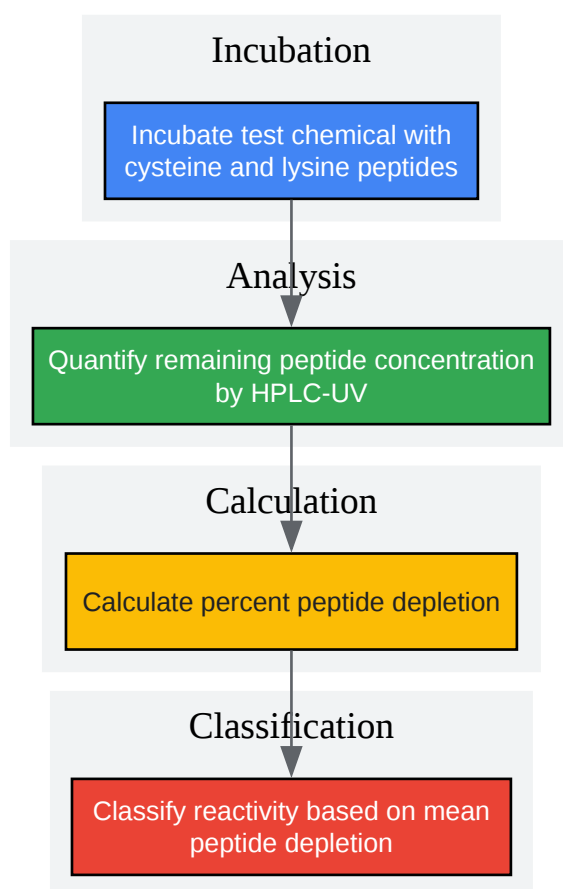 Incubation
Incubate test chemical with
cysteine and lysine peptides
Analysis
Quantify remaining peptide concentration
by HPLC-UV
Calculation
Calculate percent peptide depletion
Classification
Classify reactivity based on mean
peptide depletion